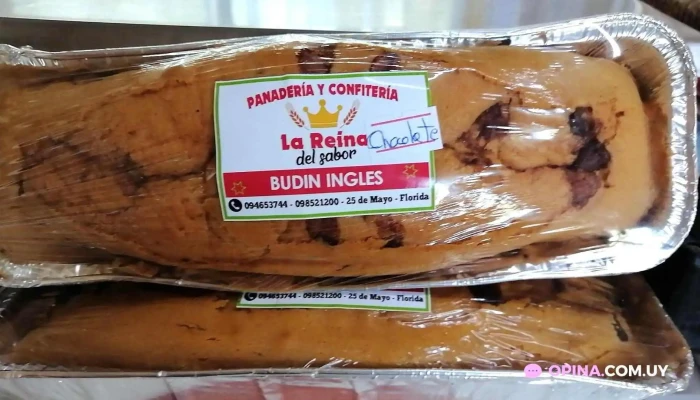 PANADERÍA Y CONFITERÍA
La Reina
Chocolate
del sabor
BUDIN INGLES
094653744 - 098521200 - 25 de Mayo - Florida
094653744 - 098521200 - 25 de Mayo - Florida
OPINA.COM.UY